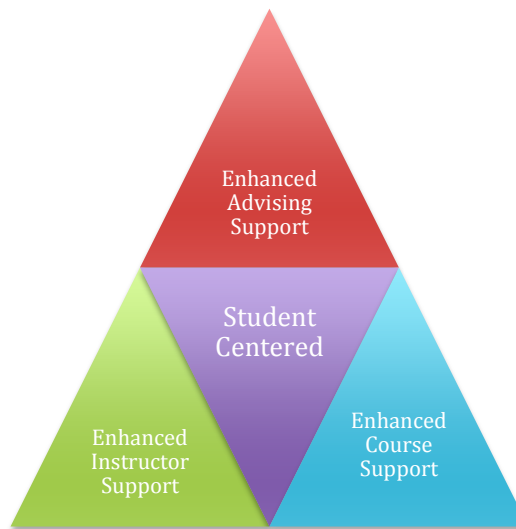 Enhanced
Advising
Support
Student
Centered
Enhanced
Instructor
Support
Enhanced
Course
Support